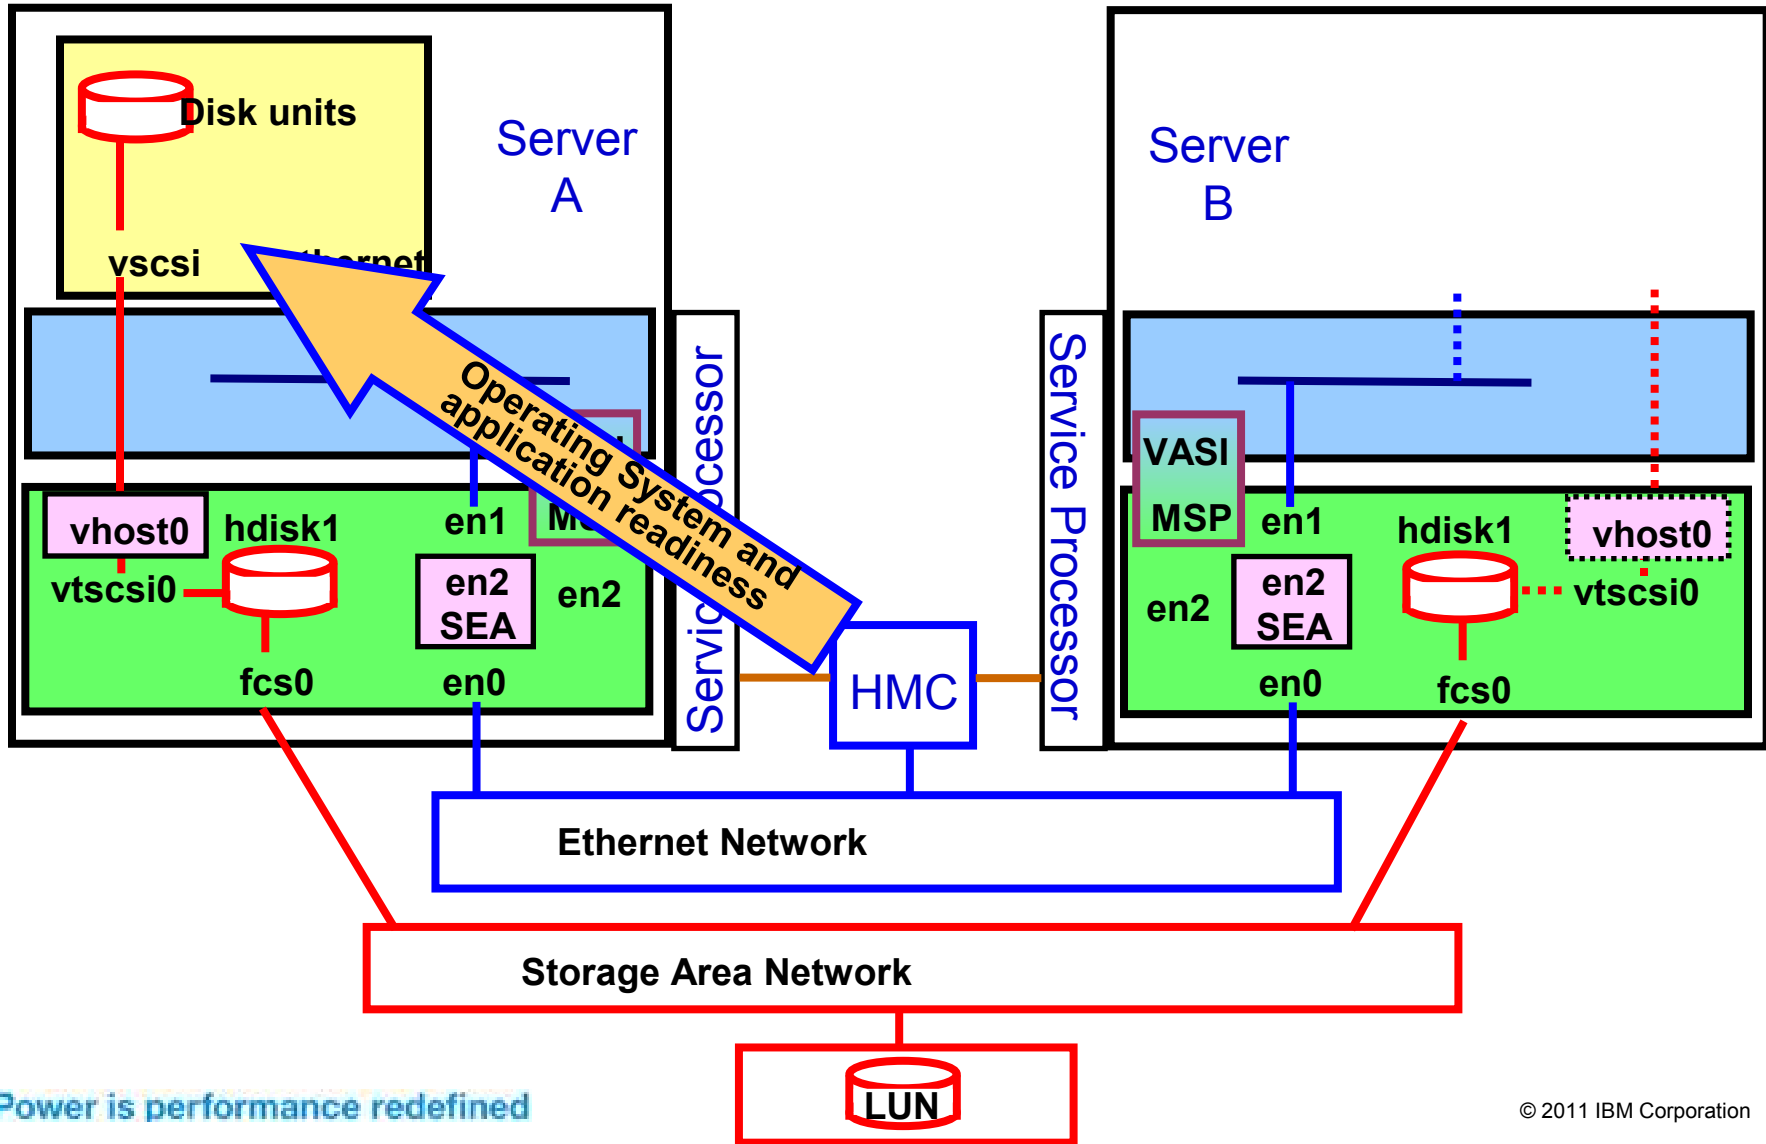 Disk units
Server
A
vscsi
Server
B
Operating System and
application readiness
Service Processor
VASI
MSP
vhost0
hdisk1
en1
vtscsi0
en2
SEA
en2
fcs0
en0
HMC
en1
hdisk1
vhost0
en2
en2
SEA
vtscsi0
en0
fcs0
Ethernet Network
Storage Area Network
LUN
Power is performance redefined
© 2011 IBM Corporation